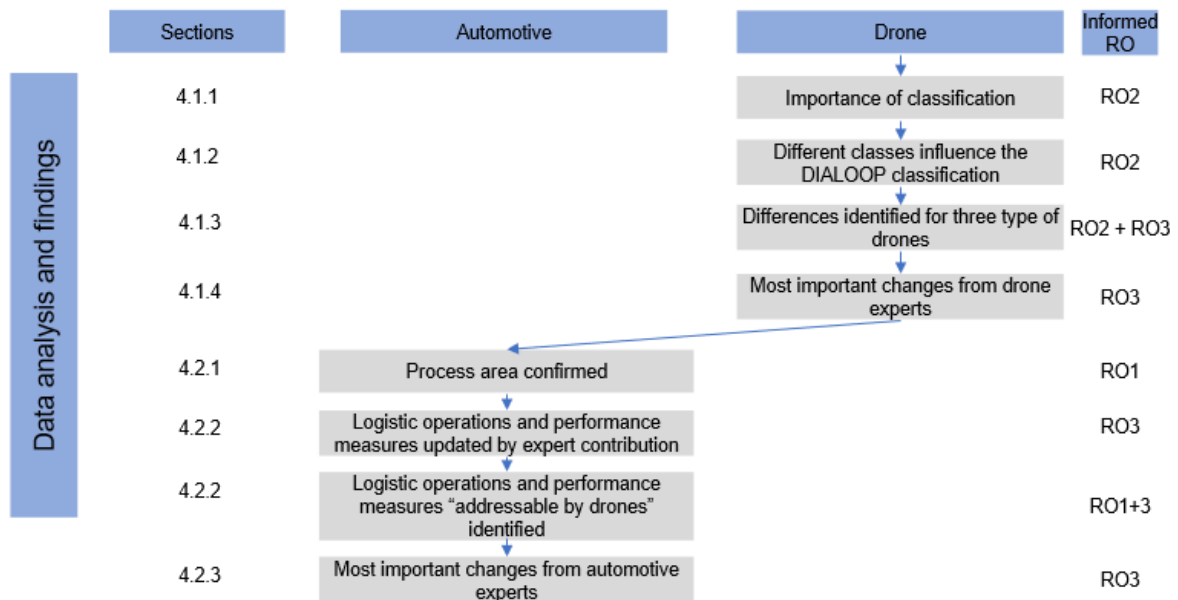 Sections
Automotive
Drone
Informed
RO
Data analysis and findings
4.1.1
Importance of classification
RO2
4.1.2
Different classes influence the
DIALOOP classification
RO2
4.1.3
Differences identified for three type of
drones
RO2 + RO3
4.1.4
Most important changes from drone
experts
RO3
4.2.1
Process area confirmed
RO1
4.2.2
Logistic operations and performance
measures updated by expert contribution
RO3
4.2.2
Logistic operations and performance
measures “addressable by drones”
identified
RO1+3
4.2.3
Most important changes from automotive
experts
RO3